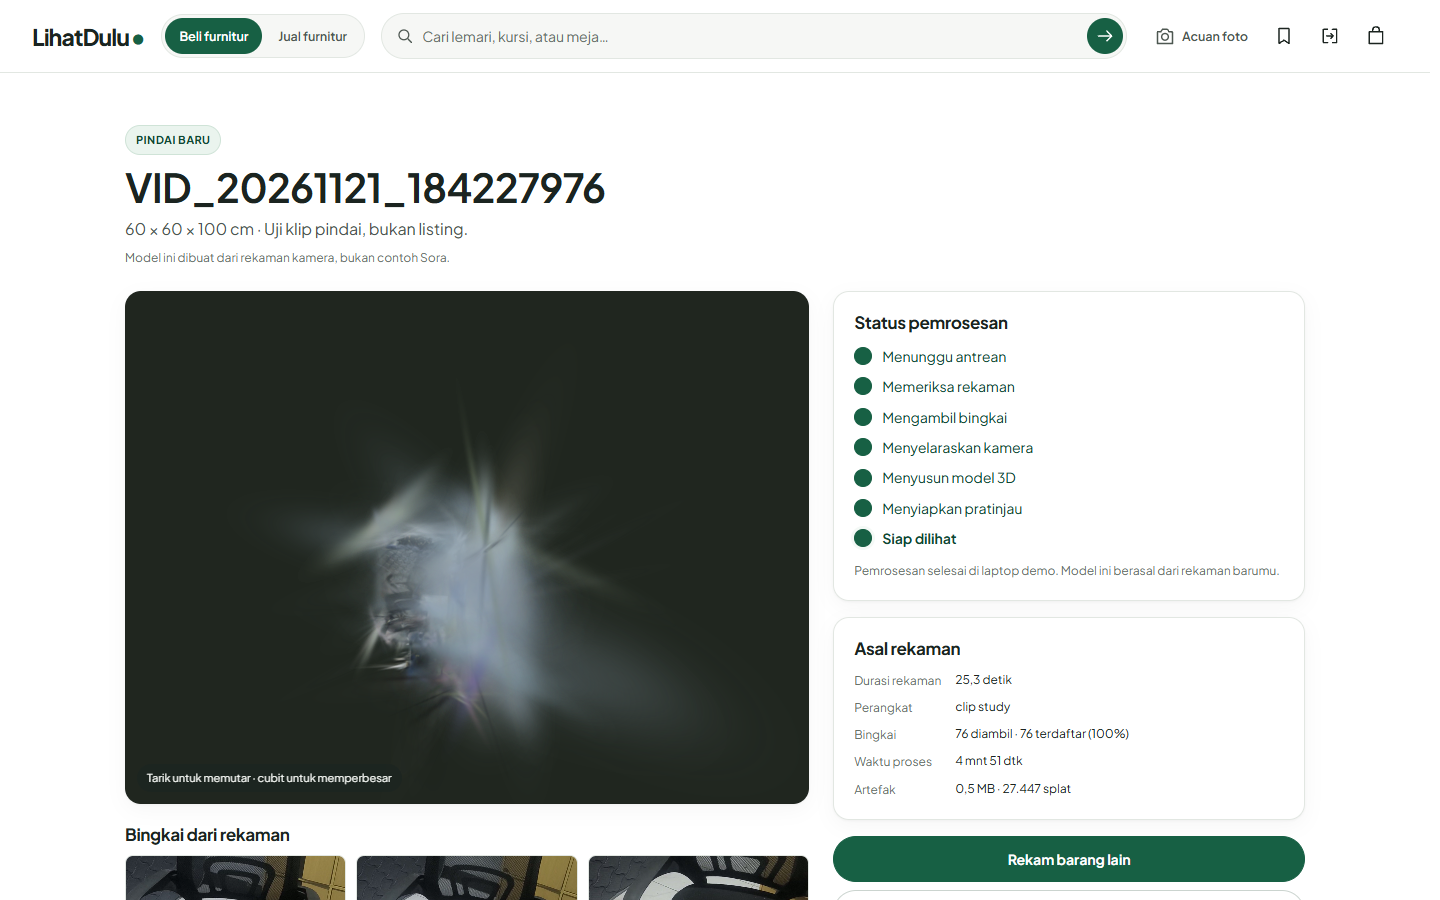 LihatDulu
Beli furnitur
Jual furnitur
Cari lemari, kursi, atau meja...
Acuan foto
PINDAI BARU
VID_20261121_184227976
60 × 60 × 100 cm · Uji klip pindai, bukan listing.
Model ini dibuat dari rekaman kamera, bukan contoh Sora.
Tarik untuk memutar · cubit untuk memperbesar
Bingkai dari rekaman
Status pemrosesan
Menunggu antrean
Memeriksa rekaman
Mengambil bingkai
Menyelaraskan kamera
Menyusun model 3D
Menyiapkan pratinjau
Siap dilihat
Pemrosesan selesai di laptop demo. Model ini berasal dari rekaman barumu.
Asal rekaman
Durasi rekaman 25,3 detik
Perangkat clip study
Bingkai 76 diambil · 76 terdaftar (100%)
Waktu proses 4 mnt 51 dtk
Artefak 0,5 MB · 27.447 splat
Rekam barang lain